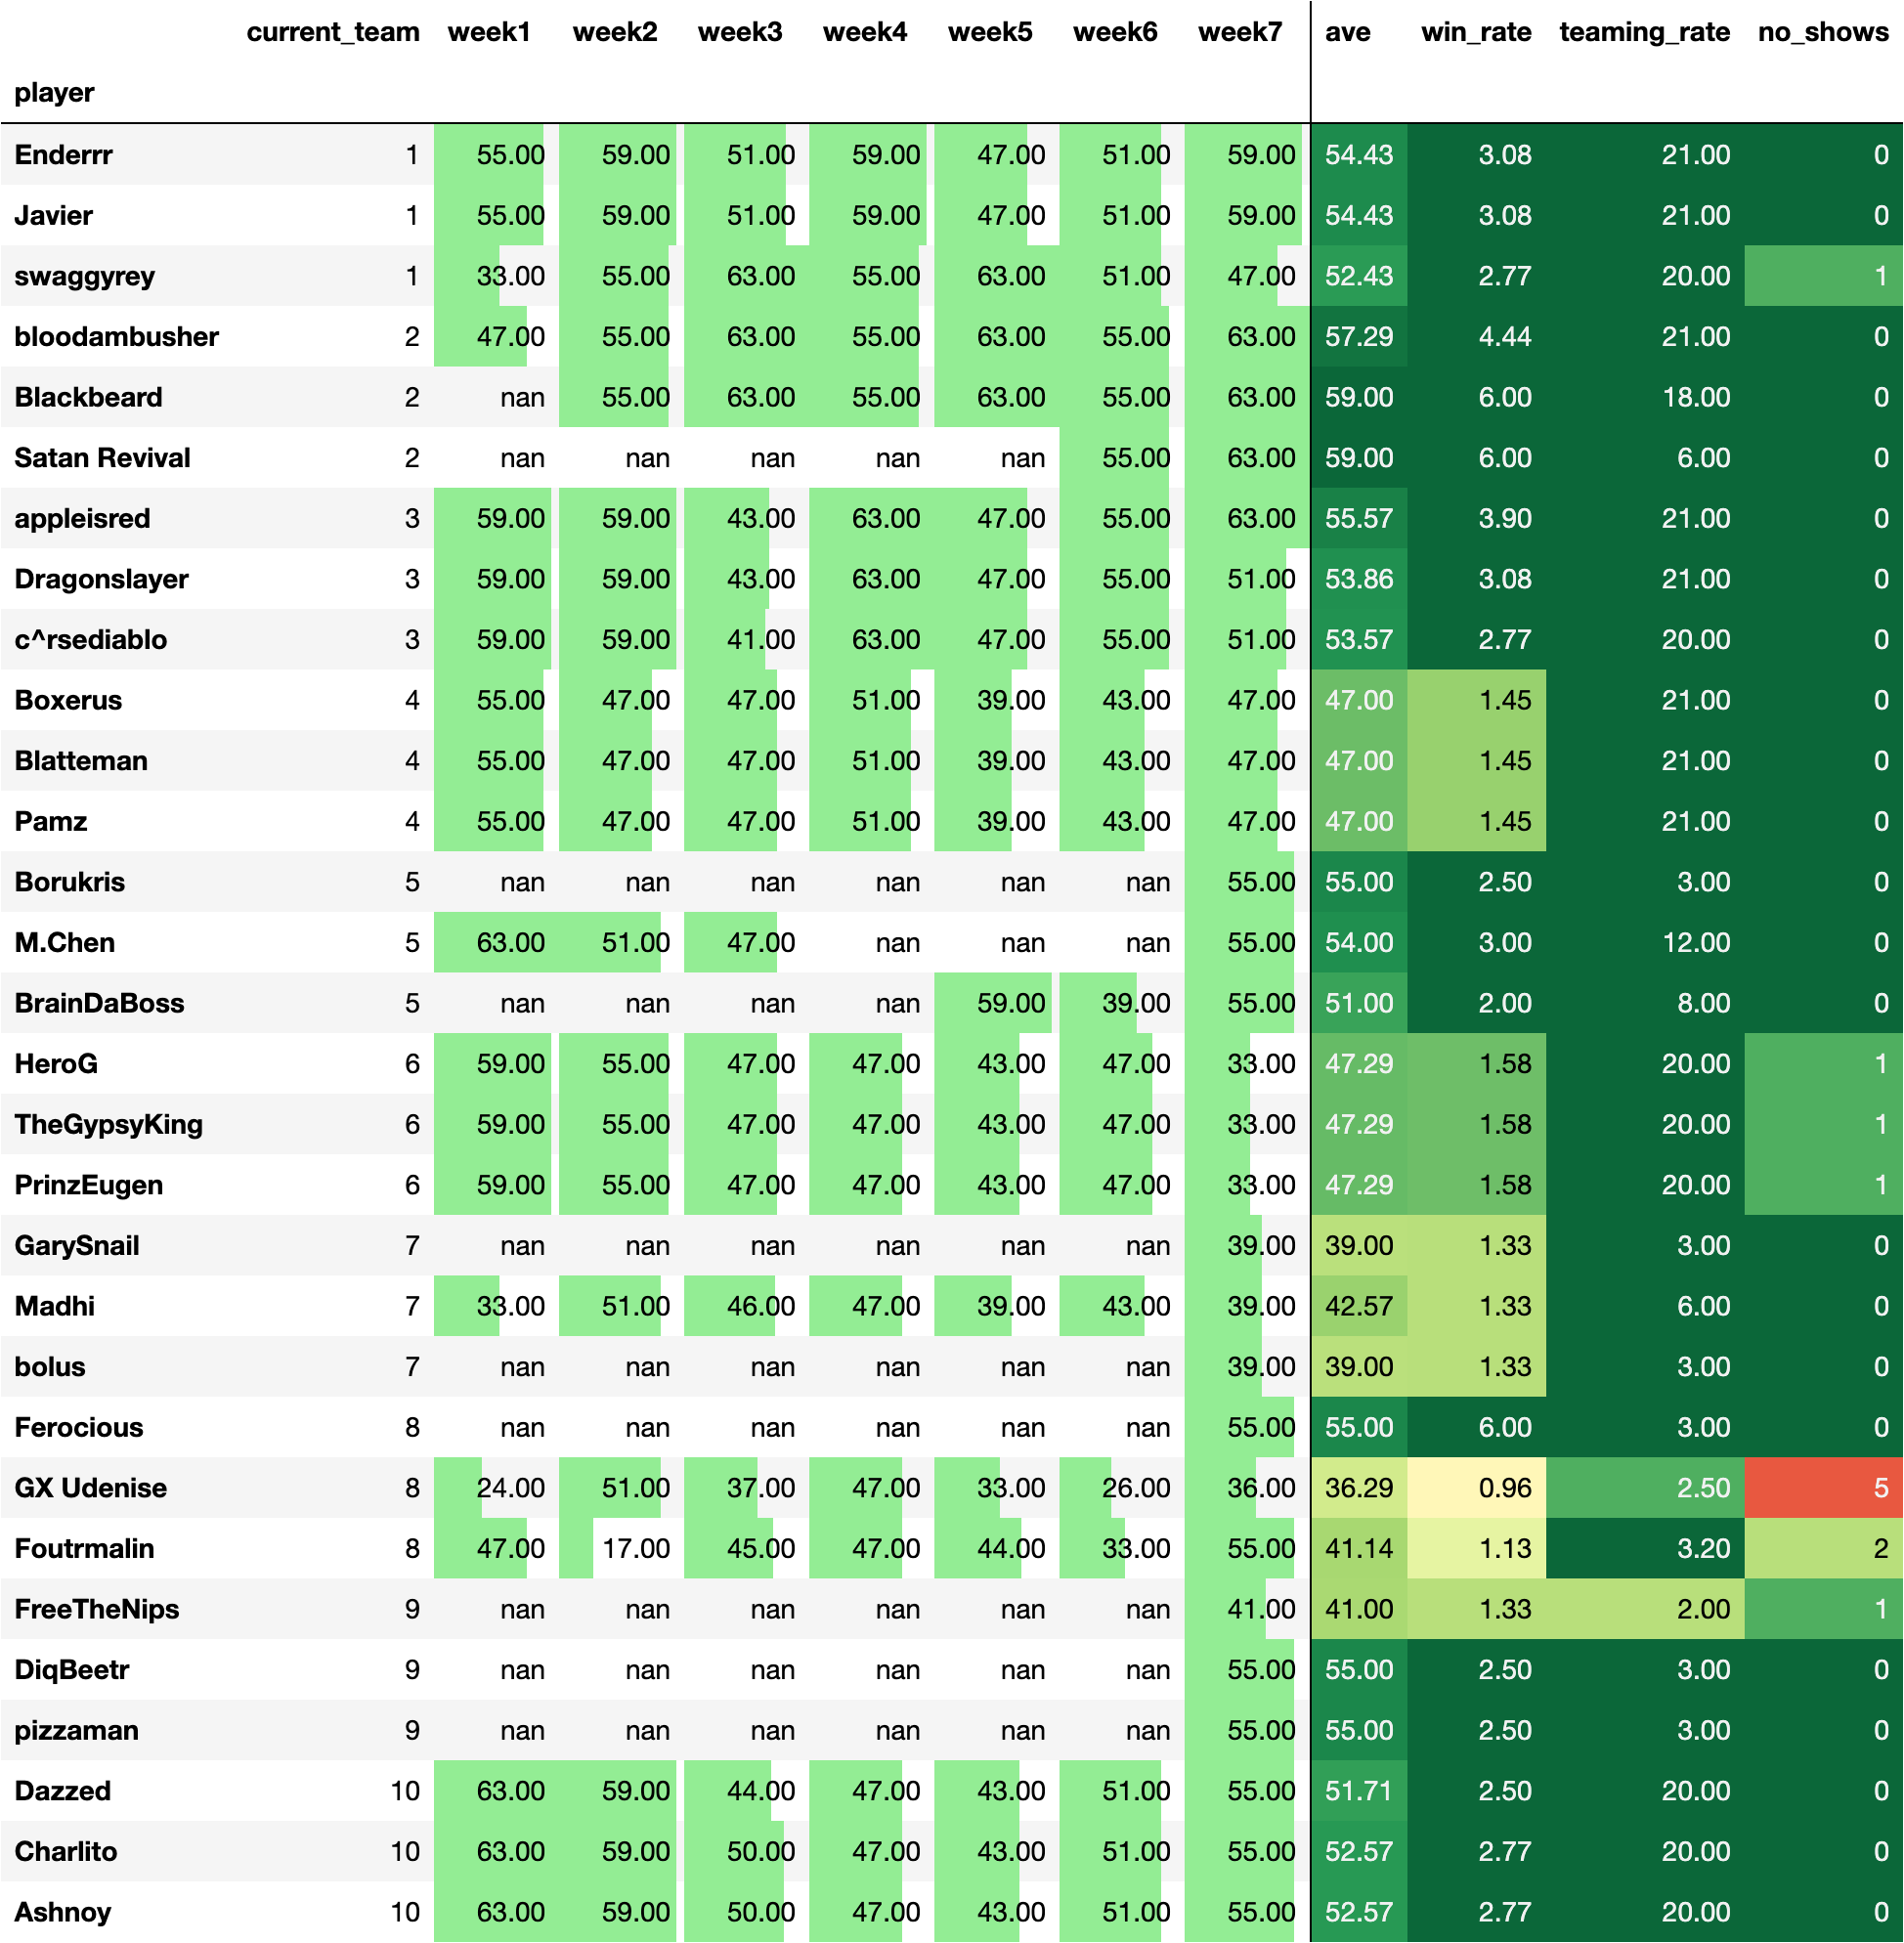 current_team week1 week2 week3 week4 week5 week6 week7 ave win_rate teaming_rate no_shows
player
Enderrr 1 55.00 59.00 51.00 59.00 47.00 51.00 59.00 54.43 3.08 21.00 0
Javier 1 55.00 59.00 51.00 59.00 47.00 51.00 59.00 54.43 3.08 21.00 0
swaggyrey 1 33.00 55.00 63.00 55.00 63.00 51.00 47.00 52.43 2.77 20.00 1
bloodambusher 2 47.00 55.00 63.00 55.00 63.00 55.00 63.00 57.29 4.44 21.00 0
Blackbeard 2 nan 55.00 63.00 55.00 63.00 55.00 63.00 59.00 6.00 18.00 0
Satan Revival 2 nan nan nan nan nan 55.00 63.00 59.00 6.00 6.00 0
appleisred 3 59.00 59.00 43.00 63.00 47.00 55.00 63.00 55.57 3.90 21.00 0
Dragonslayer 3 59.00 59.00 43.00 63.00 47.00 55.00 51.00 53.86 3.08 21.00 0
c^rsediablo 3 59.00 59.00 41.00 63.00 47.00 55.00 51.00 53.57 2.77 20.00 0
Boxerus 4 55.00 47.00 47.00 51.00 39.00 43.00 47.00 47.00 1.45 21.00 0
Blatteman 4 55.00 47.00 47.00 51.00 39.00 43.00 47.00 47.00 1.45 21.00 0
Pamz 4 55.00 47.00 47.00 51.00 39.00 43.00 47.00 47.00 1.45 21.00 0
Borukris 5 nan nan nan nan nan nan 55.00 55.00 2.50 3.00 0
M.Chen 5 63.00 51.00 47.00 nan nan nan 55.00 54.00 3.00 12.00 0
BrainDaBoss 5 nan nan nan nan 59.00 39.00 55.00 51.00 2.00 8.00 0
HeroG 6 59.00 55.00 47.00 47.00 43.00 47.00 33.00 47.29 1.58 20.00 1
TheGypsyKing 6 59.00 55.00 47.00 47.00 43.00 47.00 33.00 47.29 1.58 20.00 1
PrinzEugen 6 59.00 55.00 47.00 47.00 43.00 47.00 33.00 47.29 1.58 20.00 1
GarySnail 7 nan nan nan nan nan nan 39.00 39.00 1.33 3.00 0
Madhi 7 33.00 51.00 46.00 47.00 39.00 43.00 39.00 42.57 1.33 6.00 0
bolus 7 nan nan nan nan nan nan 39.00 39.00 1.33 3.00 0
Ferocious 8 nan nan nan nan nan nan 55.00 55.00 6.00 3.00 0
GX Udenise 8 24.00 51.00 37.00 47.00 33.00 26.00 36.00 36.29 0.96 2.50 5
Foutrmalin 8 47.00 17.00 45.00 47.00 44.00 33.00 55.00 41.14 1.13 3.20 2
FreeTheNips 9 nan nan nan nan nan nan 41.00 41.00 1.33 2.00 1
DiqBeetr 9 nan nan nan nan nan nan 55.00 55.00 2.50 3.00 0
pizzaman 9 nan nan nan nan nan nan 55.00 55.00 2.50 3.00 0
Dazzed 10 63.00 59.00 44.00 47.00 43.00 51.00 55.00 51.71 2.50 20.00 0
Charlito 10 63.00 59.00 50.00 47.00 43.00 51.00 55.00 52.57 2.77 20.00 0
Ashnoy 10 63.00 59.00 50.00 47.00 43.00 51.00 55.00 52.57 2.77 20.00 0